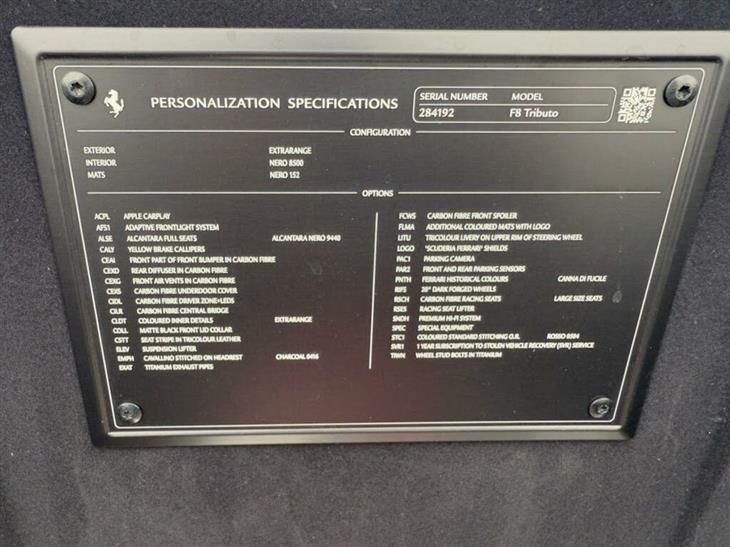 PERSONALIZATION SPECIFICATIONS
SERIAL NUMBER MODEL
284192 F8 Tributo
CONFIGURATION
EXTERIOR EXTRARANGE
INTERIOR NERO 8500
MATS NERO 152
OPTIONS
ACPL APPLE CARPLAY
AFS1 ADAPTIVE FRONTLIGHT SYSTEM
ALSE ALCANTARA FULL SEATS ALCANTARA NERO 9440
CALY YELLOW BRAKE CALLIPERS
CEAI FRONT PART OF FRONT BUMPER IN CARBON FIBRE
CEXD REAR DIFFUSER IN CARBON FIBRE
CEXG FRONT AIR VENTS IN CARBON FIBRE
CEXS CARBON FIBRE UNDERDOOR COVER
CIDL CARBON FIBRE DRIVER ZONE+LEDS
CILR CARBON FIBRE CENTRAL BRIDGE
CLDT COLOURED INNER DETAILS EXTRARANGE
COLL MATTE BLACK FRONT LID COLLAR
CSTT SEAT STRIPS IN TRICOLOUR LEATHER
ELEV SUSPENSION LIFTER
EMPH CAVALLINO STITCHED ON HEADREST CHARCOAL 0416
EXAT TITANIUM EXHAUST PIPES
FCWS CARBON FIBRE FRONT SPOILER
FLMA ADDITIONAL COLOURED MATS WITH LOGO
LITU TRICOLOUR LIVERY ON UPPER RIM OF STEERING WHEEL
LOGO "SCUDERIA FERRARI" SHIELDS
PAC1 PARKING CAMERA
PAR2 FRONT AND REAR PARKING SENSORS
PNTH FERRARI HISTORICAL COLOURS CANNA DI FUCILE
RIFS 20" DARK FORGED WHEELS
RSCH CARBON FIBRE RACING SEATS LARGE SIZE SEATS
RSES RACING SEAT LIFTER
SNDH PREMIUM HI-FI SYSTEM
SPEC SPECIAL EQUIPMENT
STC1 COLOURED STANDARD STITCHING O.R. ROSSO 0504
SVR1 1 YEAR SUBSCRIPTION TO STOLEN VEHICLE RECOVERY (SVR) SERVICE
TIWN WHEEL STUD BOLTS IN TITANIUM